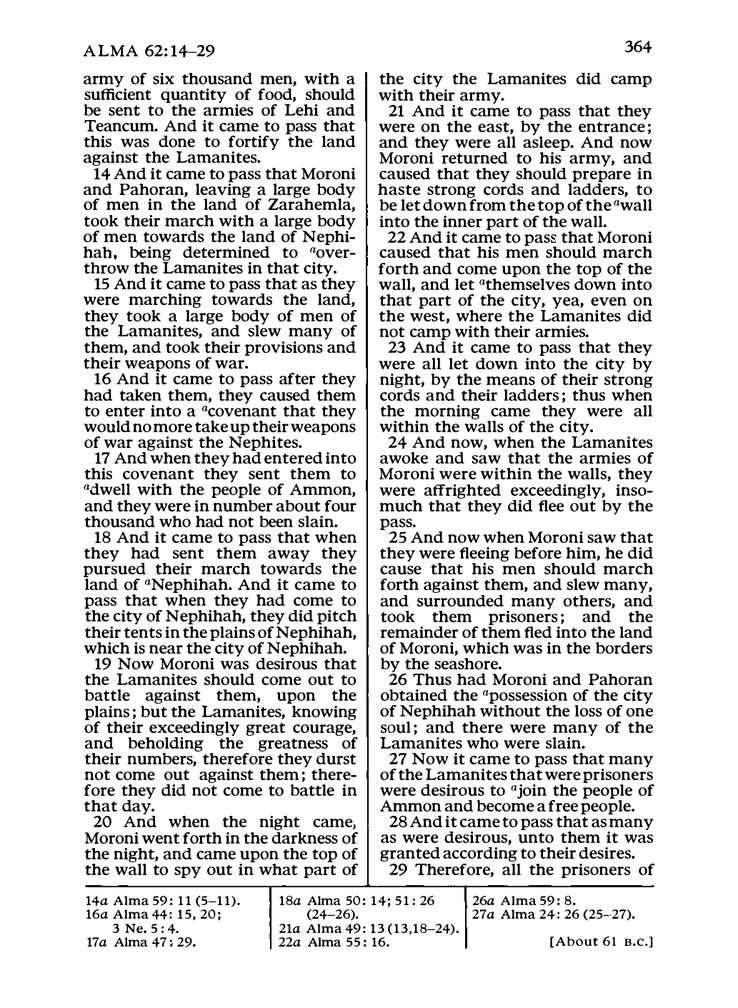 ALMA 62:14–29
364
army of six thousand men, with a
sufficient quantity of food, should
be sent to the armies of Lehi and
Teancum. And it came to pass that
this was done to fortify the land
against the Lamanites.
14 And it came to pass that Moroni
and Pahoran, leaving a large body
of men in the land of Zarahemla,
took their march with a large body
of men towards the land of Nephi-
hah, being determined to aover-
throw the Lamanites in that city.
15 And it came to pass that as they
were marching towards the land,
they took a large body of men of
the Lamanites, and slew many of
them, and took their provisions and
their weapons of war.
16 And it came to pass after they
had taken them, they caused them
to enter into a acovenant that they
would no more take up their weapons
of war against the Nephites.
17 And when they had entered into
this covenant they sent them to
adwell with the people of Ammon,
and they were in number about four
thousand who had not been slain.
18 And it came to pass that when
they had sent them away they
pursued their march towards the
land of aNephihah. And it came to
pass that when they had come to
the city of Nephihah, they did pitch
their tents in the plains of Nephihah,
which is near the city of Nephihah.
19 Now Moroni was desirous that
the Lamanites should come out to
battle against them, upon the
plains; but the Lamanites, knowing
of their exceedingly great courage,
and beholding the greatness of
their numbers, therefore they durst
not come out against them; there-
fore they did not come to battle in
that day.
20 And when the night came,
Moroni went forth in the darkness of
the night, and came upon the top of
the wall to spy out in what part of
the city the Lamanites did camp
with their army.
21 And it came to pass that they
were on the east, by the entrance;
and they were all asleep. And now
Moroni returned to his army, and
caused that they should prepare in
haste strong cords and ladders, to
be let down from the top of the awall
into the inner part of the wall.
22 And it came to pass that Moroni
caused that his men should march
forth and come upon the top of the
wall, and let athemselves down into
that part of the city, yea, even on
the west, where the Lamanites did
not camp with their armies.
23 And it came to pass that they
were all let down into the city by
night, by the means of their strong
cords and their ladders; thus when
the morning came they were all
within the walls of the city.
24 And now, when the Lamanites
awoke and saw that the armies of
Moroni were within the walls, they
were affrighted exceedingly, inso-
much that they did flee out by the
pass.
25 And now when Moroni saw that
they were fleeing before him, he did
cause that his men should march
forth against them, and slew many,
and surrounded many others, and
took them prisoners; and the
remainder of them fled into the land
of Moroni, which was in the borders
by the seashore.
26 Thus had Moroni and Pahoran
obtained the apossession of the city
of Nephihah without the loss of one
soul; and there were many of the
Lamanites who were slain.
27 Now it came to pass that many
of the Lamanites that were prisoners
were desirous to ajoin the people of
Ammon and become a free people.
28 And it came to pass that as many
as were desirous, unto them it was
granted according to their desires.
29 Therefore, all the prisoners of
14a Alma 59: 11 (5–11).
16a Alma 44: 15, 20;
3 Ne. 5: 4.
17a Alma 47: 29.
18a Alma 50: 14; 51: 26
(24–26).
21a Alma 49: 13 (13,18–24).
22a Alma 55: 16.
26a Alma 59: 8.
27a Alma 24: 26 (25–27).
[About 61 B.C.]